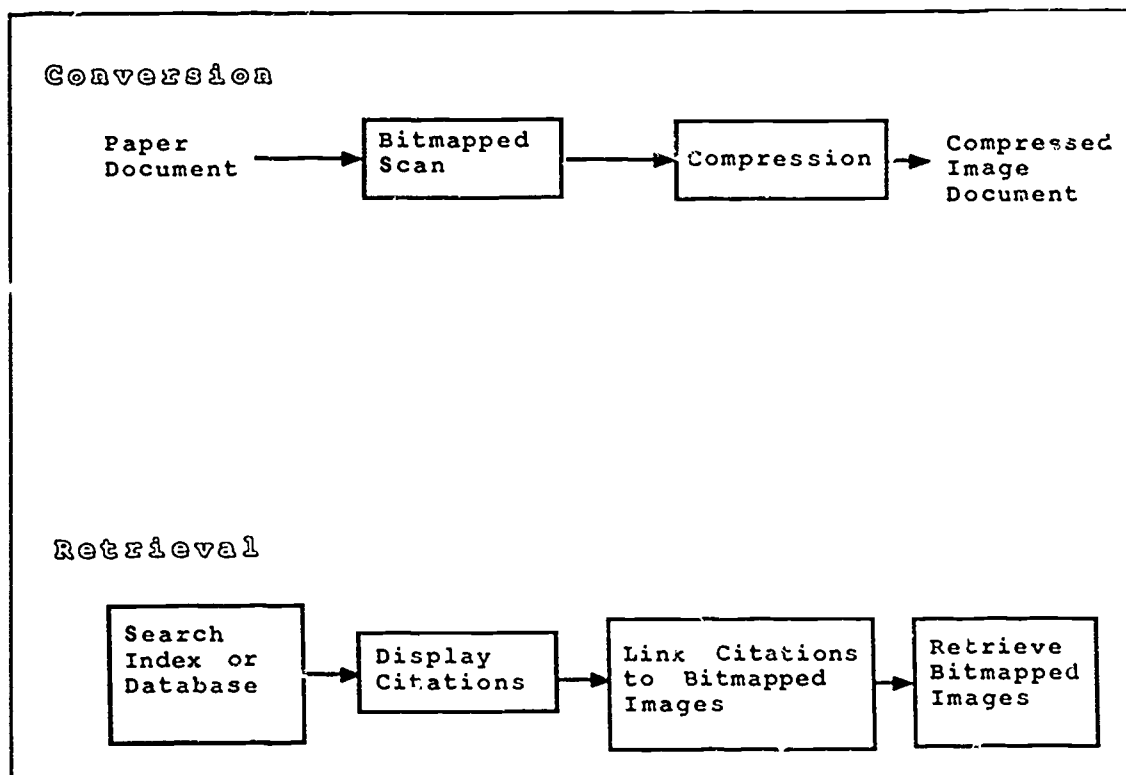 Conversion
Paper
Document
Bitmapped
Scan
Compression
Compressed
Image
Document
Retrieval
Search
Index or
Database
Display
Citations
Link Citations
to Bitmapped
Images
Retrieve
Bitmapped
Images